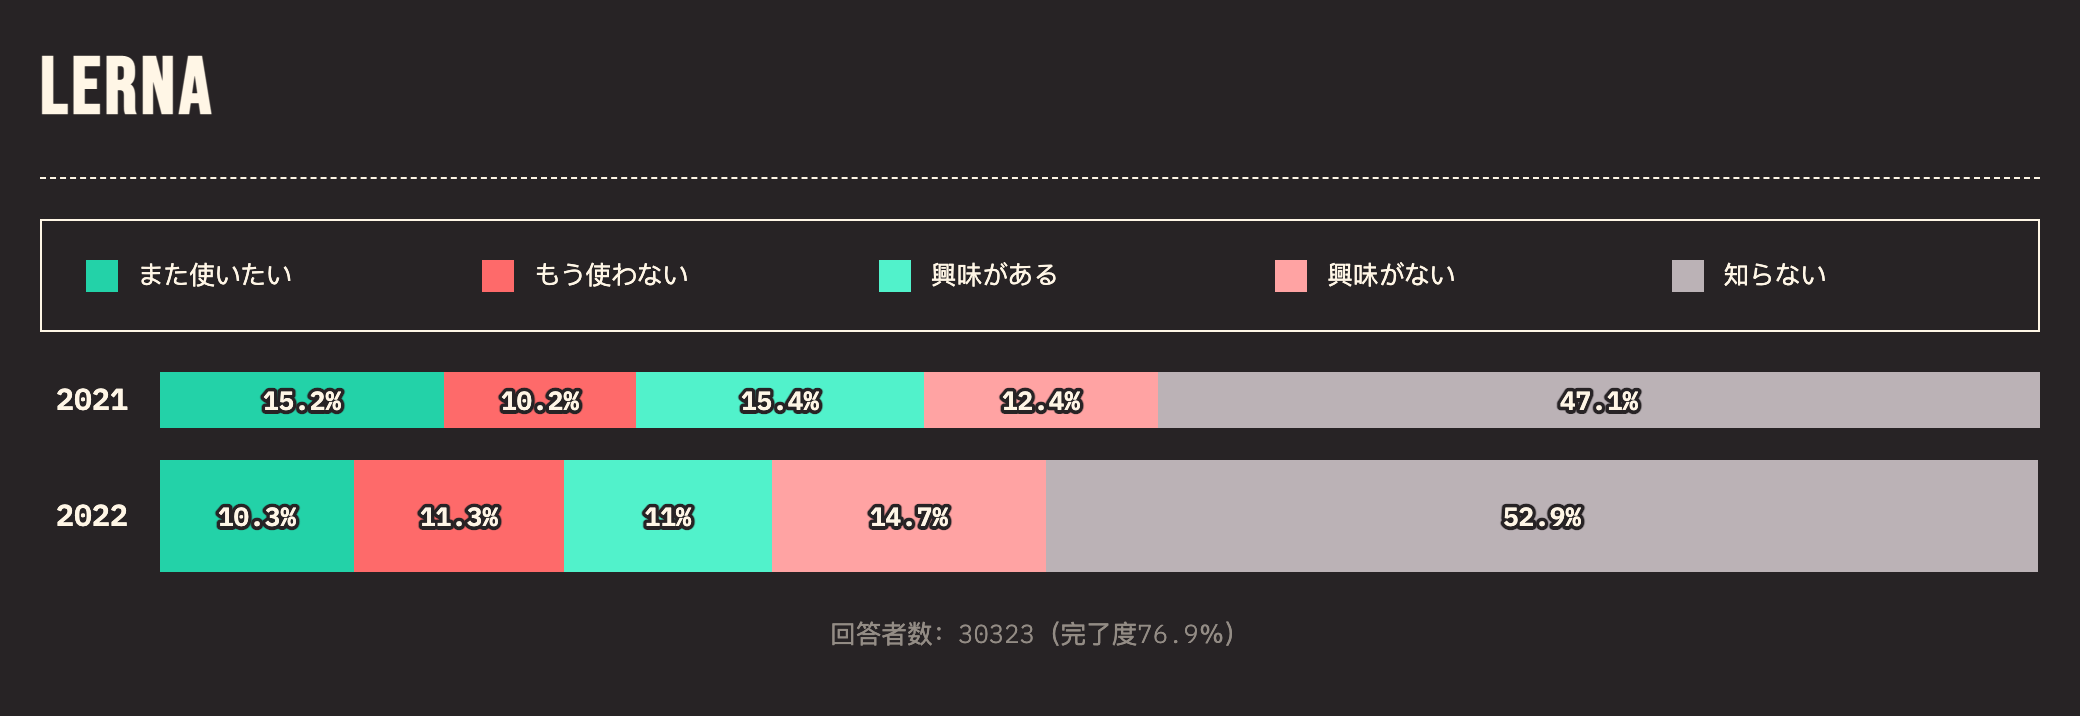 LERNA
また使いたい もう使わない 興味がある 興味がない 知らない
2021 15.2% 10.2% 15.4% 12.4% 47.1%
2022 10.3% 11.3% 11% 14.7% 52.9%
回答者数: 30323 (完了度76.9%)